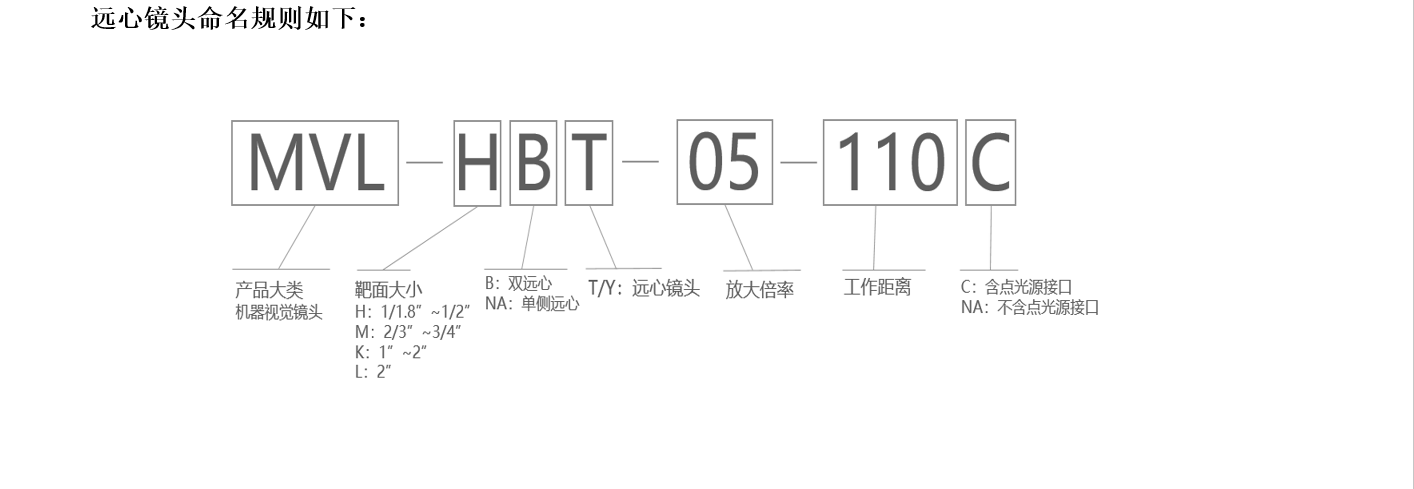 远心镜头命名规则如下：
MVL — H B T — 05 — 110 C
产品大类
机器视觉镜头
靶面大小
H：1/1.8″ ~1/2″
M：2/3″ ~3/4″
K：1″ ~2″
L：2″
B：双远心
NA：单侧远心
T/Y：远心镜头
放大倍率
工作距离
C：含点光源接口
NA：不含点光源接口